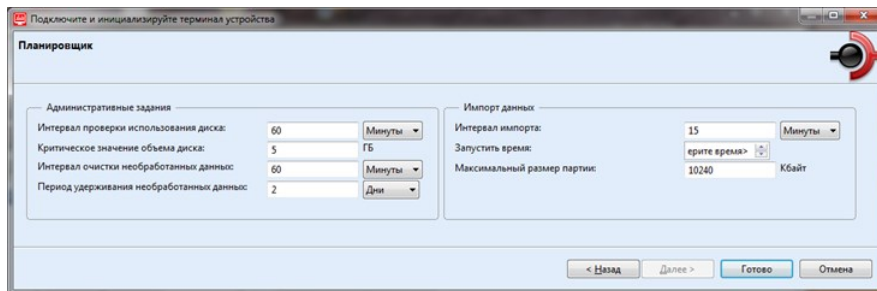 Подключите и инициализируйте терминал устройства
Планировщик
Административные задания
Интервал проверки использования диска: 60 Минуты
Критическое значение объема диска: 5 ГБ
Интервал очистки необработанных данных: 60 Минуты
Период удерживания необработанных данных: 2 Дни
Импорт данных
Интервал импорта: 15 Минуты
Запустить время: ерите время>
Максимальный размер партии: 10240 Кбайт
< Назад Далее > Готово Отмена